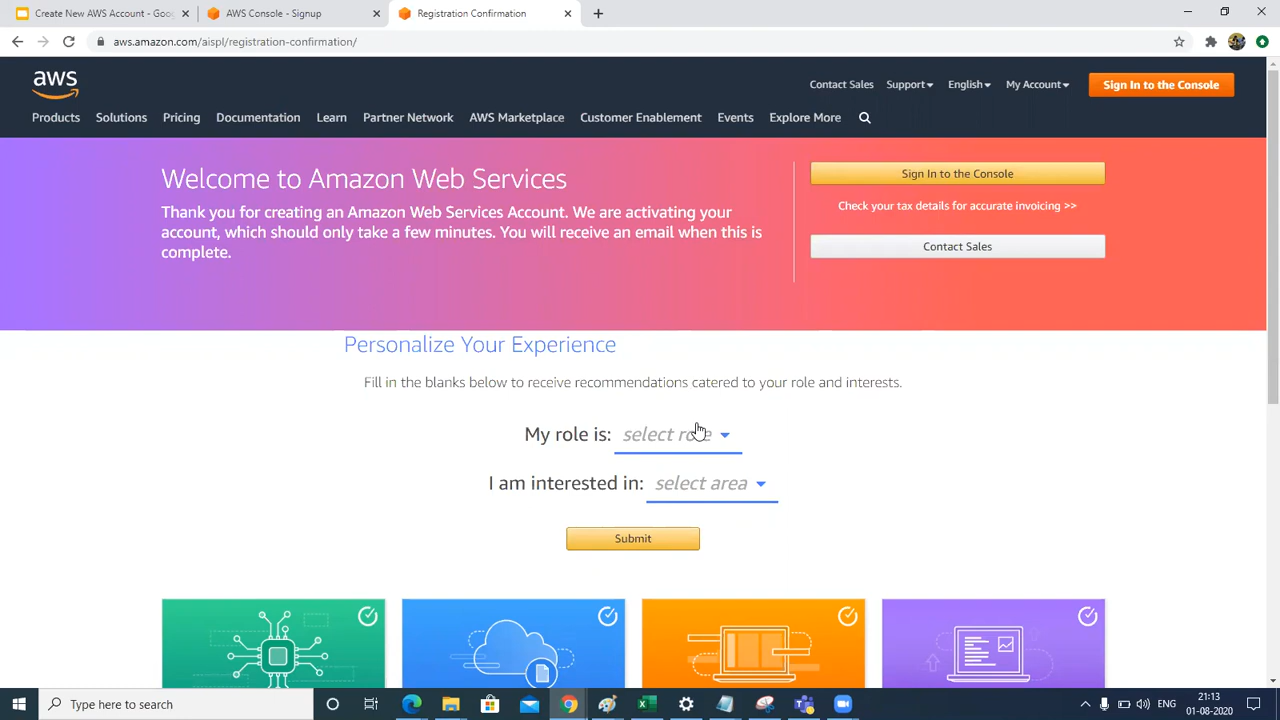 Create New AWS Account - Goog
AWS Console - Signup
Registration Confirmation
aws.amazon.com/aispl/registration-confirmation/
aws
Contact Sales Support English My Account Sign In to the Console
Products Solutions Pricing Documentation Learn Partner Network AWS Marketplace Customer Enablement Events Explore More
Welcome to Amazon Web Services
Thank you for creating an Amazon Web Services Account. We are activating your
account, which should only take a few minutes. You will receive an email when this is
complete.
Sign In to the Console
Check your tax details for accurate invoicing >>
Contact Sales
Personalize Your Experience
Fill in the blanks below to receive recommendations catered to your role and interests.
My role is: select role
I am interested in: select area
Submit
Type here to search
ENG
21:13
01-08-2020